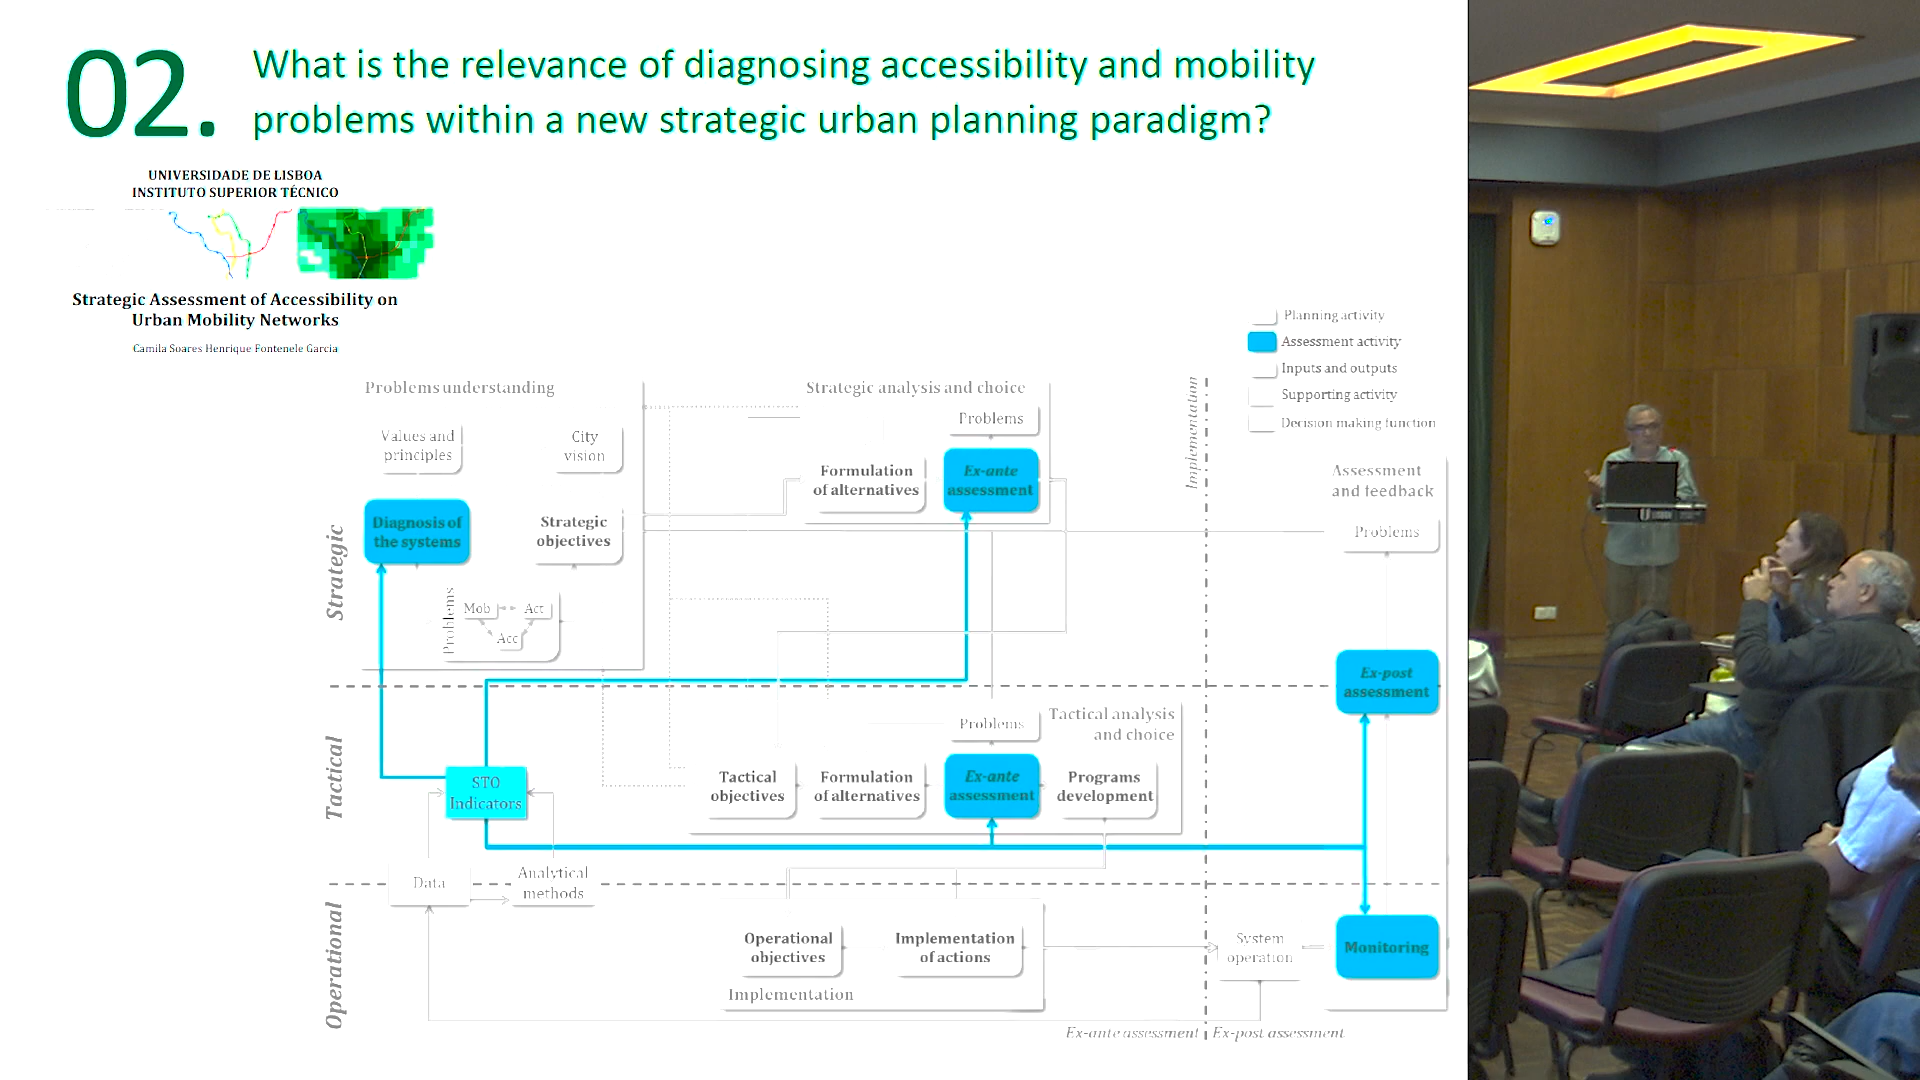 02.
What is the relevance of diagnosing accessibility and mobility
problems within a new strategic urban planning paradigm?
UNIVERSIDADE DE LISBOA
INSTITUTO SUPERIOR TÉCNICO
Strategic Assessment of Accessibility on
Urban Mobility Networks
Camila Soares Henrique Fontenele Garcia
Planning activity
Assessment activity
Inputs and outputs
Supporting activity
Decision making function
Problems understanding
Values and
principles
City
vision
Diagnosis of
the systems
Strategic
objectives
Problems
Mob
Act
Acc
Strategic
Strategic analysis and choice
Problems
Formulation
of alternatives
Ex-ante
assessment
Implementation
Assessment
and feedback
Problems
Ex-post
assessment
Tactical
STO
Indicators
Problems
Tactical analysis
and choice
Tactical
objectives
Formulation
of alternatives
Ex-ante
assessment
Programs
development
Data
Analytical
methods
Operational
Operational
objectives
Implementation
of actions
Implementation
System
operation
Monitoring
Ex-ante assessment
Ex-post assessment